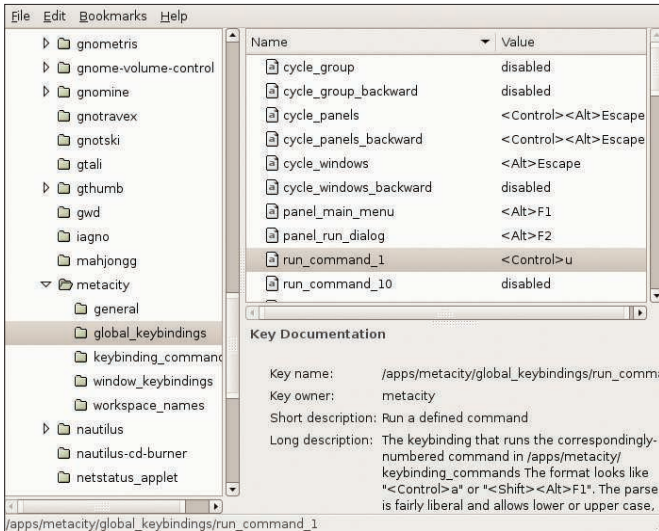 File Edit Bookmarks Help
gnometris
gnome-volume-control
gnomine
gnotravex
gnotski
gtali
gthumb
gwd
iagno
mahjongg
metacity
general
global_keybindings
keybinding_command
window_keybindings
workspace_names
nautilus
nautilus-cd-burner
netstatus_applet
Name Value
cycle_group disabled
cycle_group_backward disabled
cycle_panels <Control><Alt>Escape
cycle_panels_backward <Control><Alt>Escape
cycle_windows <Alt>Escape
cycle_windows_backward disabled
panel_main_menu <Alt>F1
panel_run_dialog <Alt>F2
run_command_1 <Control>u
run_command_10 disabled
Key Documentation
Key name: /apps/metacity/global_keybindings/run_comma
Key owner: metacity
Short description: Run a defined command
Long description: The keybinding that runs the correspondingly-
numbered command in /apps/metacity/
keybinding_commands The format looks like
"<Control>a" or "<Shift><Alt>F1". The parse
is fairly liberal and allows lower or upper case,
/apps/metacity/global_keybindings/run_command_1